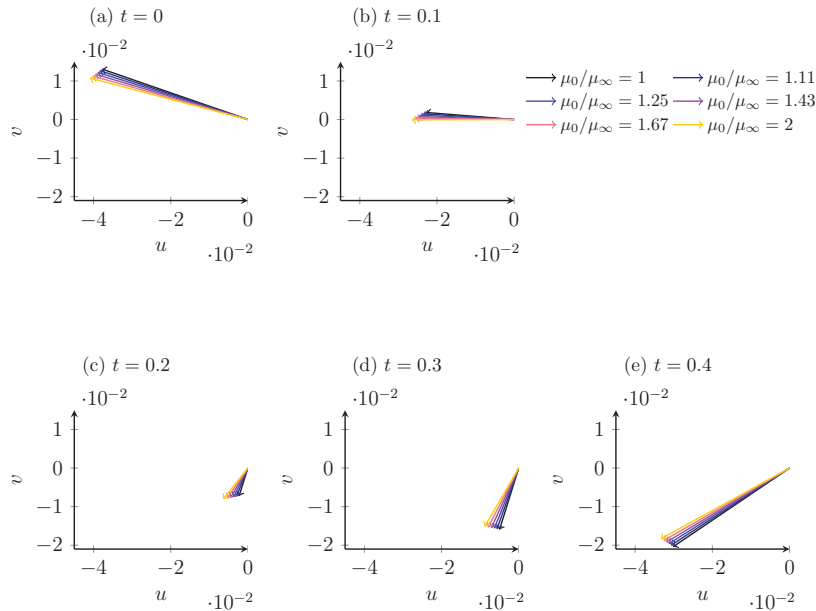 (a) t = 0
·10⁻²
1
0
−1
−2
v
−4
−2
0
u
·10⁻²
(b) t = 0.1
·10⁻²
1
0
−1
−2
v
−4
−2
0
u
·10⁻²
μ₀/μ∞ = 1
μ₀/μ∞ = 1.11
μ₀/μ∞ = 1.25
μ₀/μ∞ = 1.43
μ₀/μ∞ = 1.67
μ₀/μ∞ = 2
(c) t = 0.2
·10⁻²
1
0
−1
−2
v
−4
−2
0
u
·10⁻²
(d) t = 0.3
·10⁻²
1
0
−1
−2
v
−4
−2
0
u
·10⁻²
(e) t = 0.4
·10⁻²
1
0
−1
−2
v
−4
−2
0
u
·10⁻²